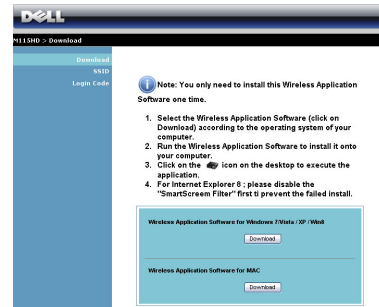 DELL
M115HD > Download
Download
SSID
Login Code
Note: You only need to install this Wireless Application
Software one time.
1. Select the Wireless Application Software (click on
Download) according to the operating system of your
computer.
2. Run the Wireless Application Software to install it onto
your computer.
3. Click on the icon on the desktop to execute the
application.
4. For Internet Explorer 8 ; please disable the
"SmartScreem Filter" first ti prevent the failed install.
Wireless Application Software for Windows 7/Vista / XP /Win8
Download
Wireless Application Software for MAC
Download